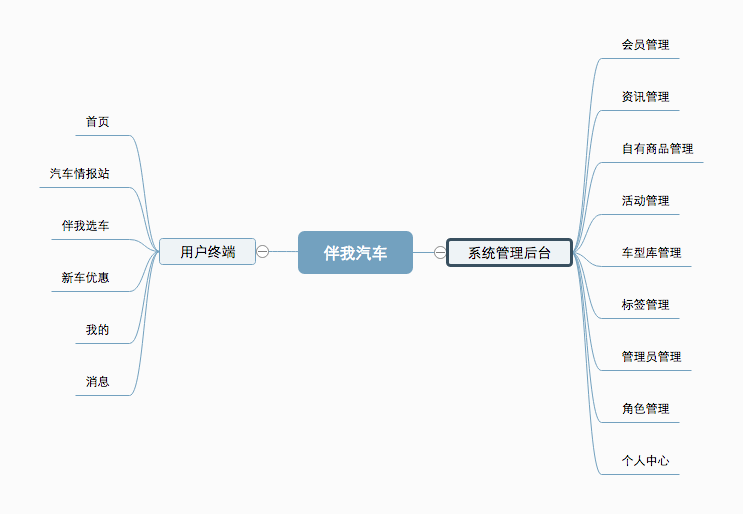 伴我汽车
用户终端
首页
汽车情报站
伴我选车
新车优惠
我的
消息
系统管理后台
会员管理
资讯管理
自有商品管理
活动管理
车型库管理
标签管理
管理员管理
角色管理
个人中心